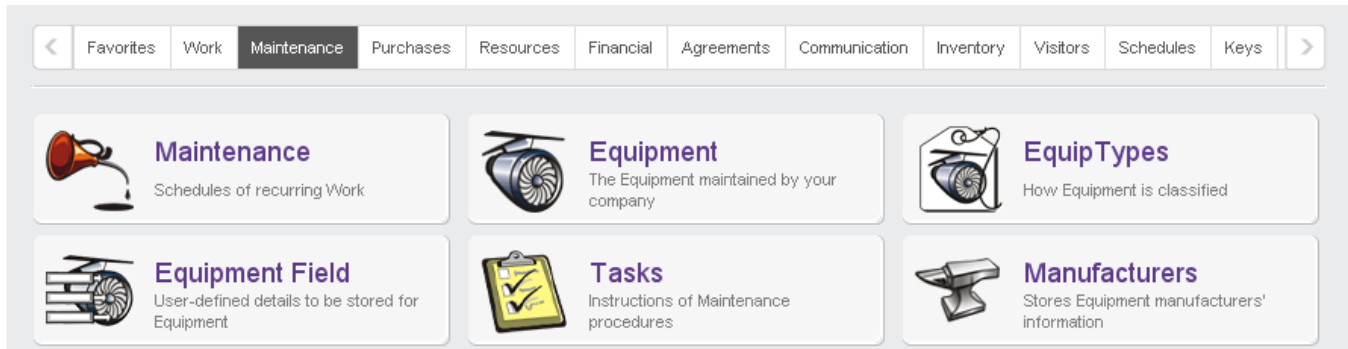 Favorites Work Maintenance Purchases Resources Financial Agreements Communication Inventory Visitors Schedules Keys
Maintenance
Schedules of recurring Work
Equipment
The Equipment maintained by your
company
EquipTypes
How Equipment is classified
Equipment Field
User-defined details to be stored for
Equipment
Tasks
Instructions of Maintenance
procedures
Manufacturers
Stores Equipment manufacturers'
information